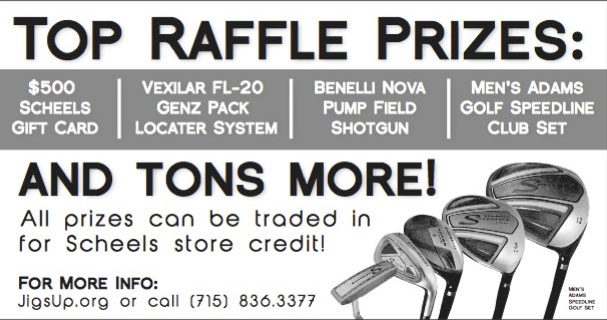 TOP RAFFLE PRIZES:
$500
SCHEELS
GIFT CARD
VEXILAR FL-20
GENZ PACK
LOCATER SYSTEM
BENELLI NOVA
PUMP FIELD
SHOTGUN
MEN'S ADAMS
GOLF SPEEDLINE
CLUB SET
AND TONS MORE!
All prizes can be traded in
for Scheels store credit!
FOR MORE INFO:
JigsUp.org or call (715) 836.3377
MEN'S
ADAMS
SPEEDLINE
GOLF SET